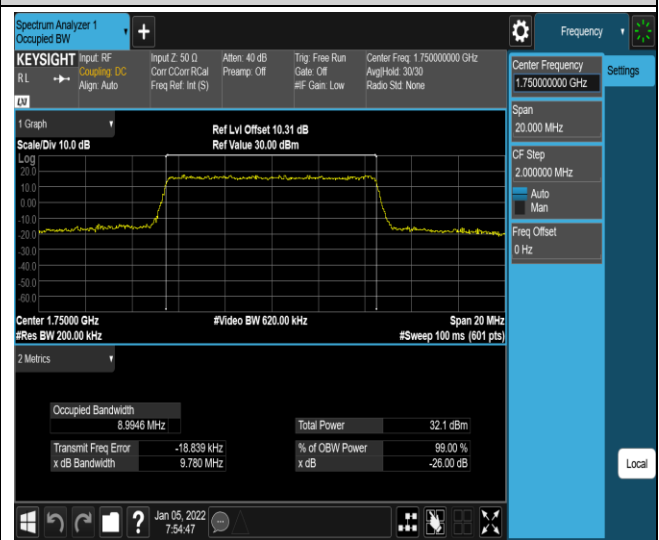 Spectrum Analyzer 1
Occupied BW
Frequency
KEYSIGHT
RL
LXI
Input: RF
Coupling: DC
Align: Auto
Input Z: 50 Ω
Corr CCorr RCal
Freq Ref: Int (S)
Atten: 40 dB
Preamp: Off
Trig: Free Run
Gate: Off
#IF Gain: Low
Center Freq: 1.750000000 GHz
Avg|Hold: 30/30
Radio Std: None
Center Frequency
1.750000000 GHz
Settings
Span
20.000 MHz
CF Step
2.000000 MHz
Auto
Man
Freq Offset
0 Hz
1 Graph
Scale/Div 10.0 dB
Ref Lvl Offset 10.31 dB
Ref Value 30.00 dBm
Log
20.0
10.0
0.00
-10.0
-20.0
-30.0
-40.0
-50.0
-60.0
Center 1.75000 GHz
#Video BW 620.00 kHz
Span 20 MHz
#Res BW 200.00 kHz
#Sweep 100 ms (601 pts)
2 Metrics
Occupied Bandwidth
8.9946 MHz
Total Power 32.1 dBm
Transmit Freq Error -18.839 kHz
% of OBW Power 99.00 %
x dB Bandwidth 9.780 MHz
x dB -26.00 dB
Local
?
Jan 05, 2022
7:54:47